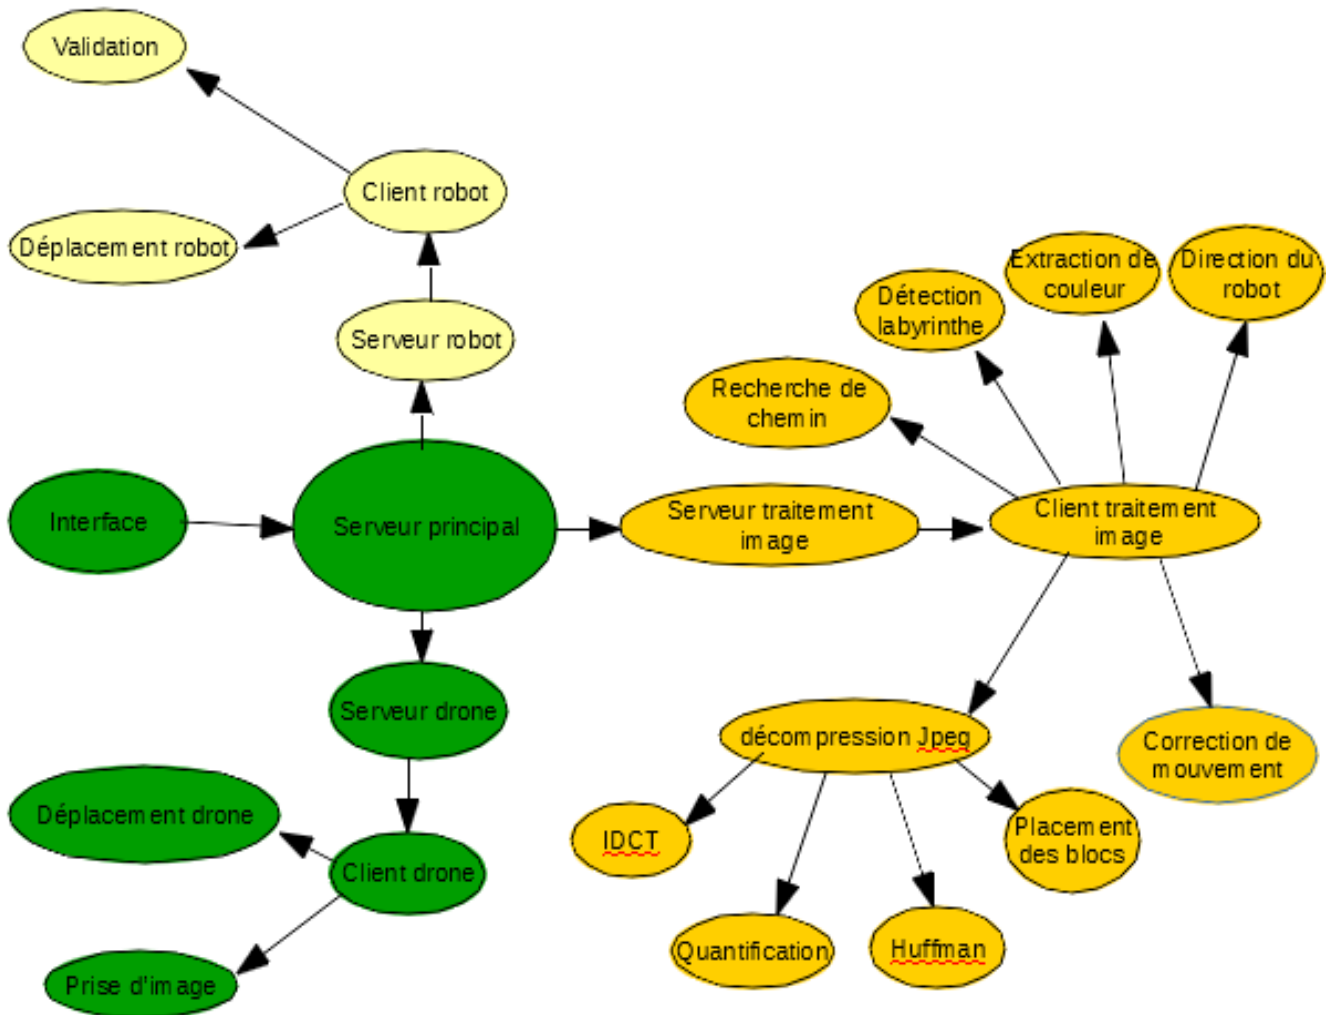 Validation
Client robot
Déplacement robot
Serveur robot
Extraction de
couleur
Direction du
robot
Détection
labyrinthe
Recherche de
chemin
Interface
Serveur principal
Serveur traitement
image
Client traitement
image
Serveur drone
décompression Jpeg
Correction de
mouvement
Déplacement drone
Client drone
IDCT
Placement
des blocs
Quantification
Huffman
Prise d'image